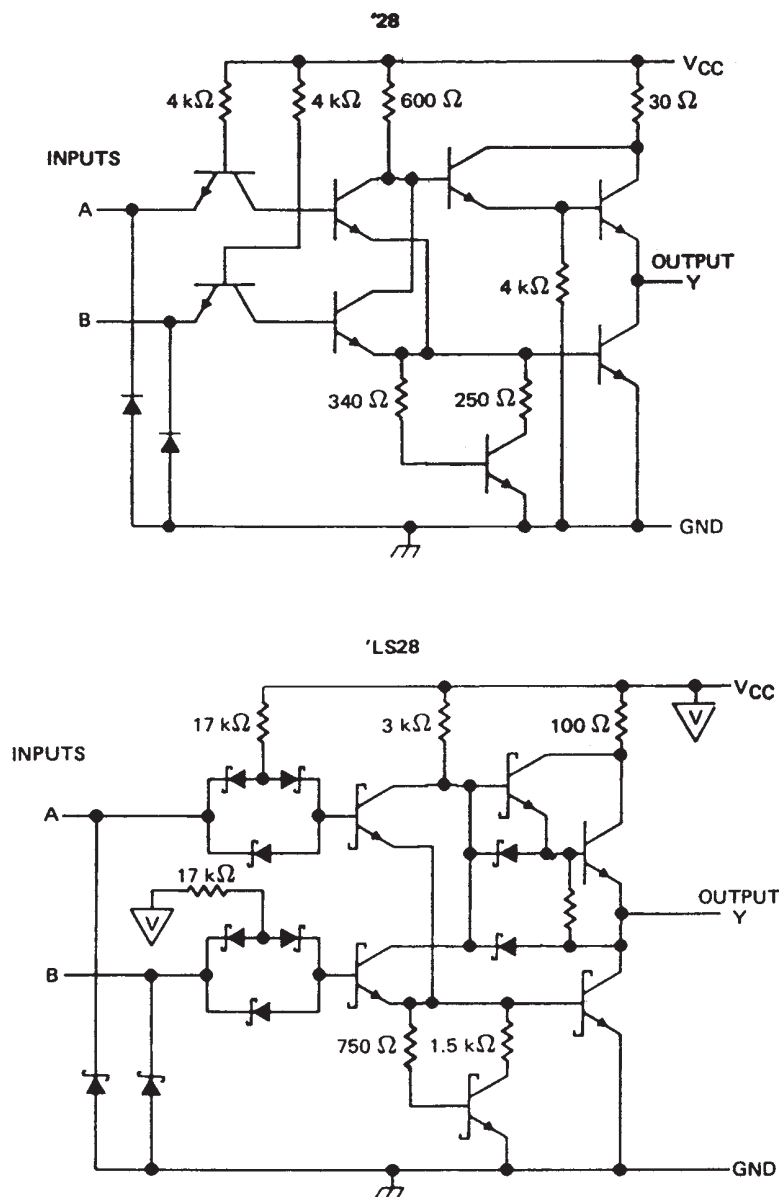 '28
VCC
4 kΩ
4 kΩ
600 Ω
30 Ω
INPUTS
A
OUTPUT
Y
4 kΩ
B
340 Ω
250 Ω
GND
'LS28
VCC
V
17 kΩ
3 kΩ
100 Ω
INPUTS
A
17 kΩ
V
OUTPUT
Y
B
750 Ω
1.5 kΩ
GND